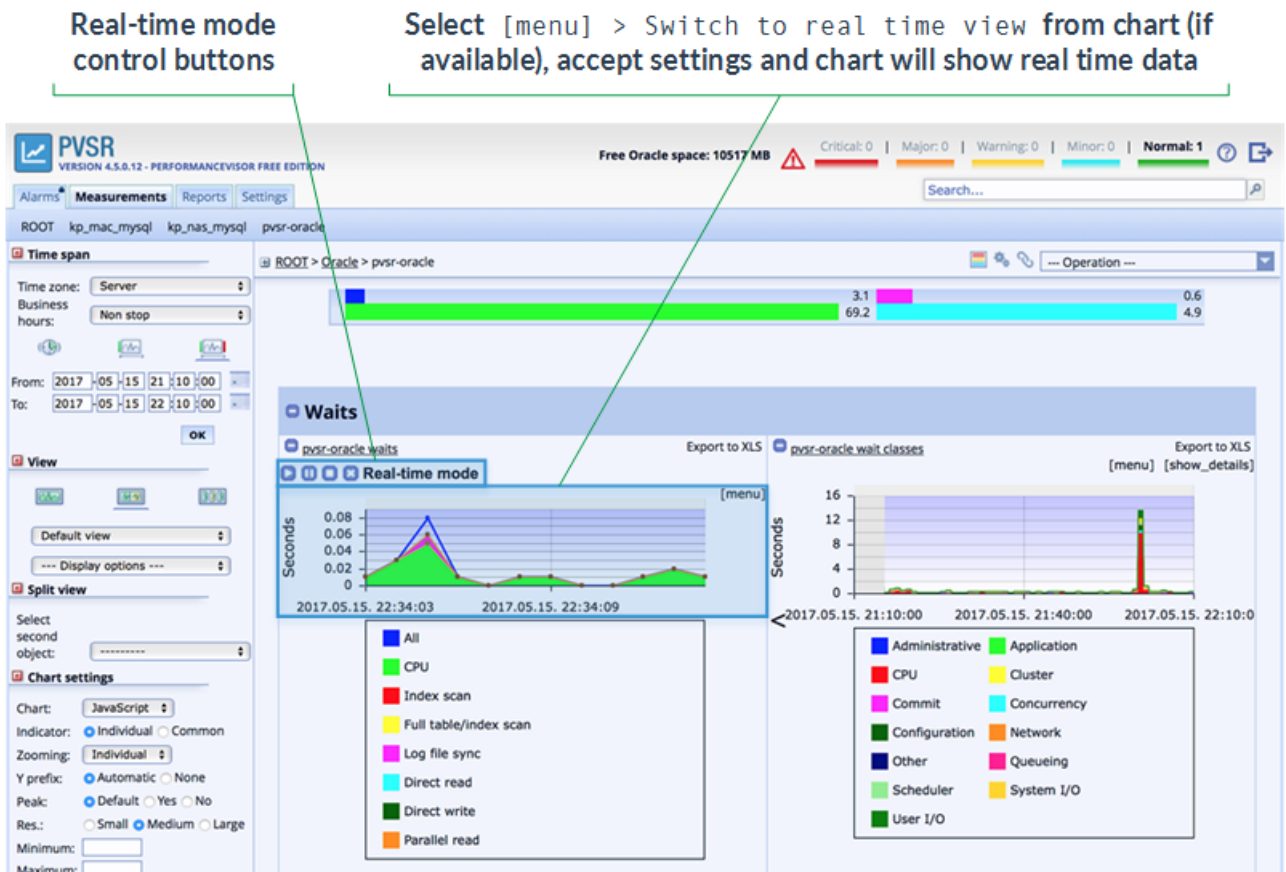 Real-time mode
control buttons
Select [menu] > Switch to real time view from chart (if
available), accept settings and chart will show real time data
PVSR
VERSION 4.5.0.12 - PERFORMANCEVISOR FREE EDITION
Free Oracle space: 10517 MB
Critical: 0 | Major: 0 | Warning: 0 | Minor: 0 | Normal: 1
Alarms Measurements Reports Settings
Search...
ROOT kp_mac_mysql kp_nas_mysql pvsr-oracle
Time span
ROOT > Oracle > pvsr-oracle
--- Operation ---
Time zone: Server
Business
hours: Non stop
3.1 0.6
69.2 4.9
From: 2017 - 05 - 15 21 : 10 : 00
To: 2017 - 05 - 15 22 : 10 : 00
OK
Waits
pvsr-oracle waits Export to XLS
pvsr-oracle wait classes Export to XLS
[menu] [show_details]
View
Real-time mode
[menu]
Default view
--- Display options ---
Seconds
0.08
0.06
0.04
0.02
0
2017.05.15. 22:34:03 2017.05.15. 22:34:09
Seconds
16
12
8
4
0
<2017.05.15. 21:10:00 2017.05.15. 21:40:00 2017.05.15. 22:10:0
Split view
Select
second
object: ---------
Chart settings
Chart: JavaScript
Indicator: Individual Common
Zooming: Individual
Y prefix: Automatic None
Peak: Default Yes No
Res.: Small Medium Large
Minimum:
Maximum:
All
CPU
Index scan
Full table/index scan
Log file sync
Direct read
Direct write
Parallel read
Administrative Application
CPU Cluster
Commit Concurrency
Configuration Network
Other Queueing
Scheduler System I/O
User I/O